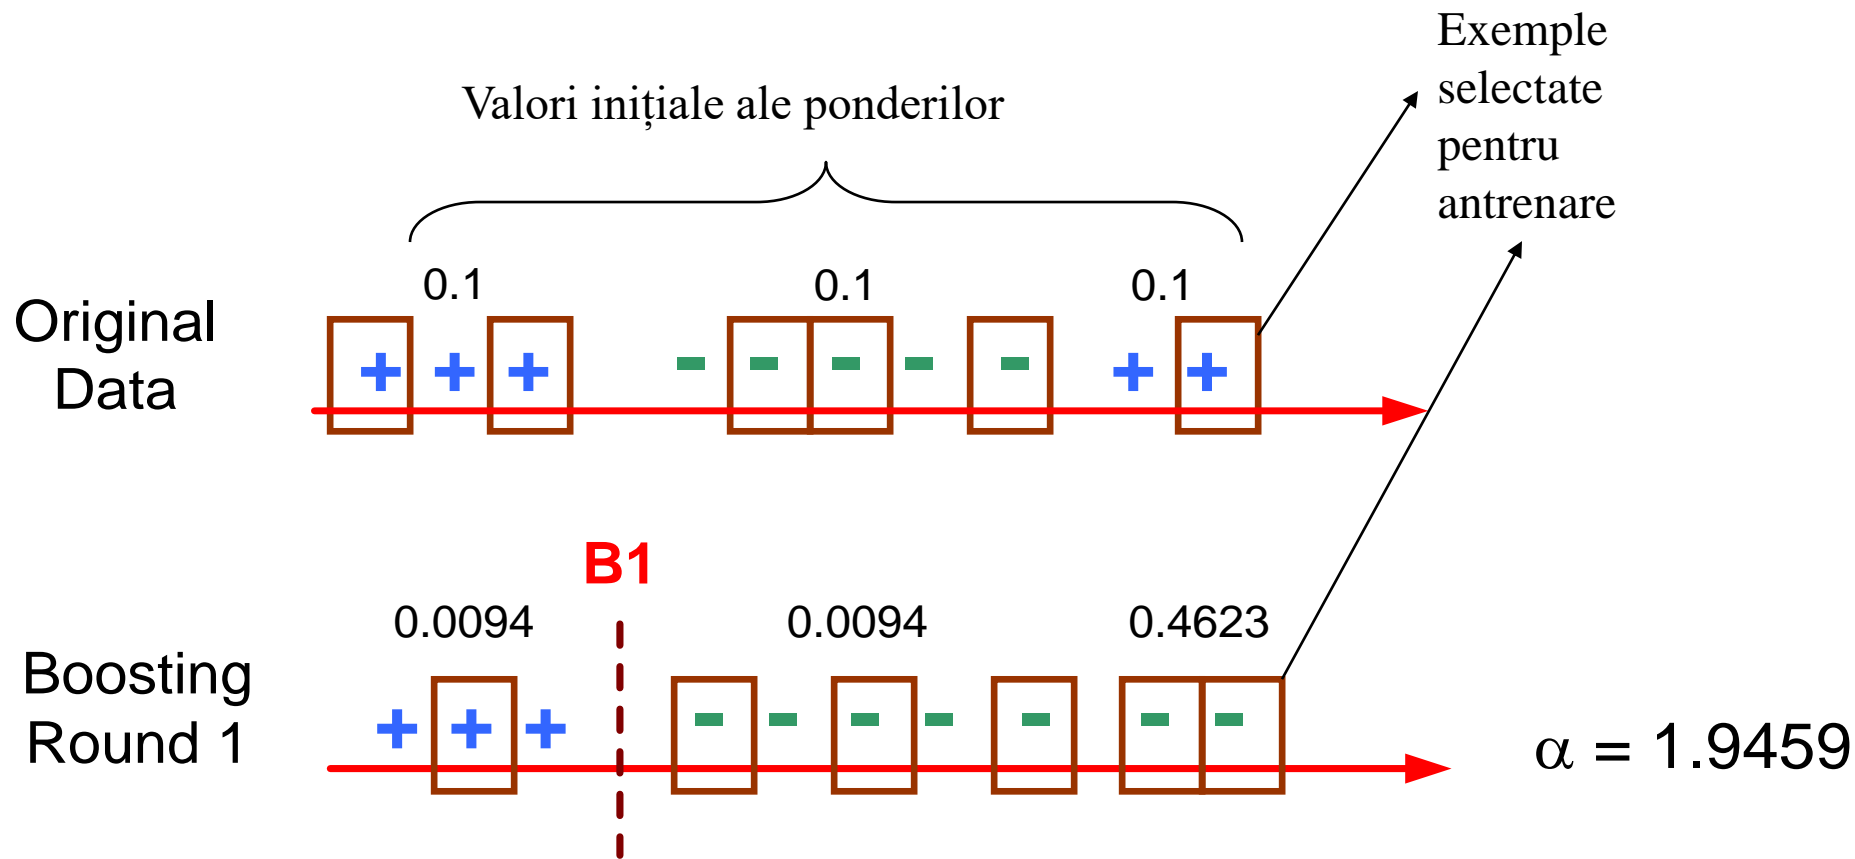 Exemple
selectate
pentru
antrenare
Valori inițiale ale ponderilor
0.1 0.1 0.1
Original
Data
+ + + - - - - - + +
B1
0.0094 0.0094 0.4623
Boosting
Round 1
+ + + - - - - - - -
α = 1.9459